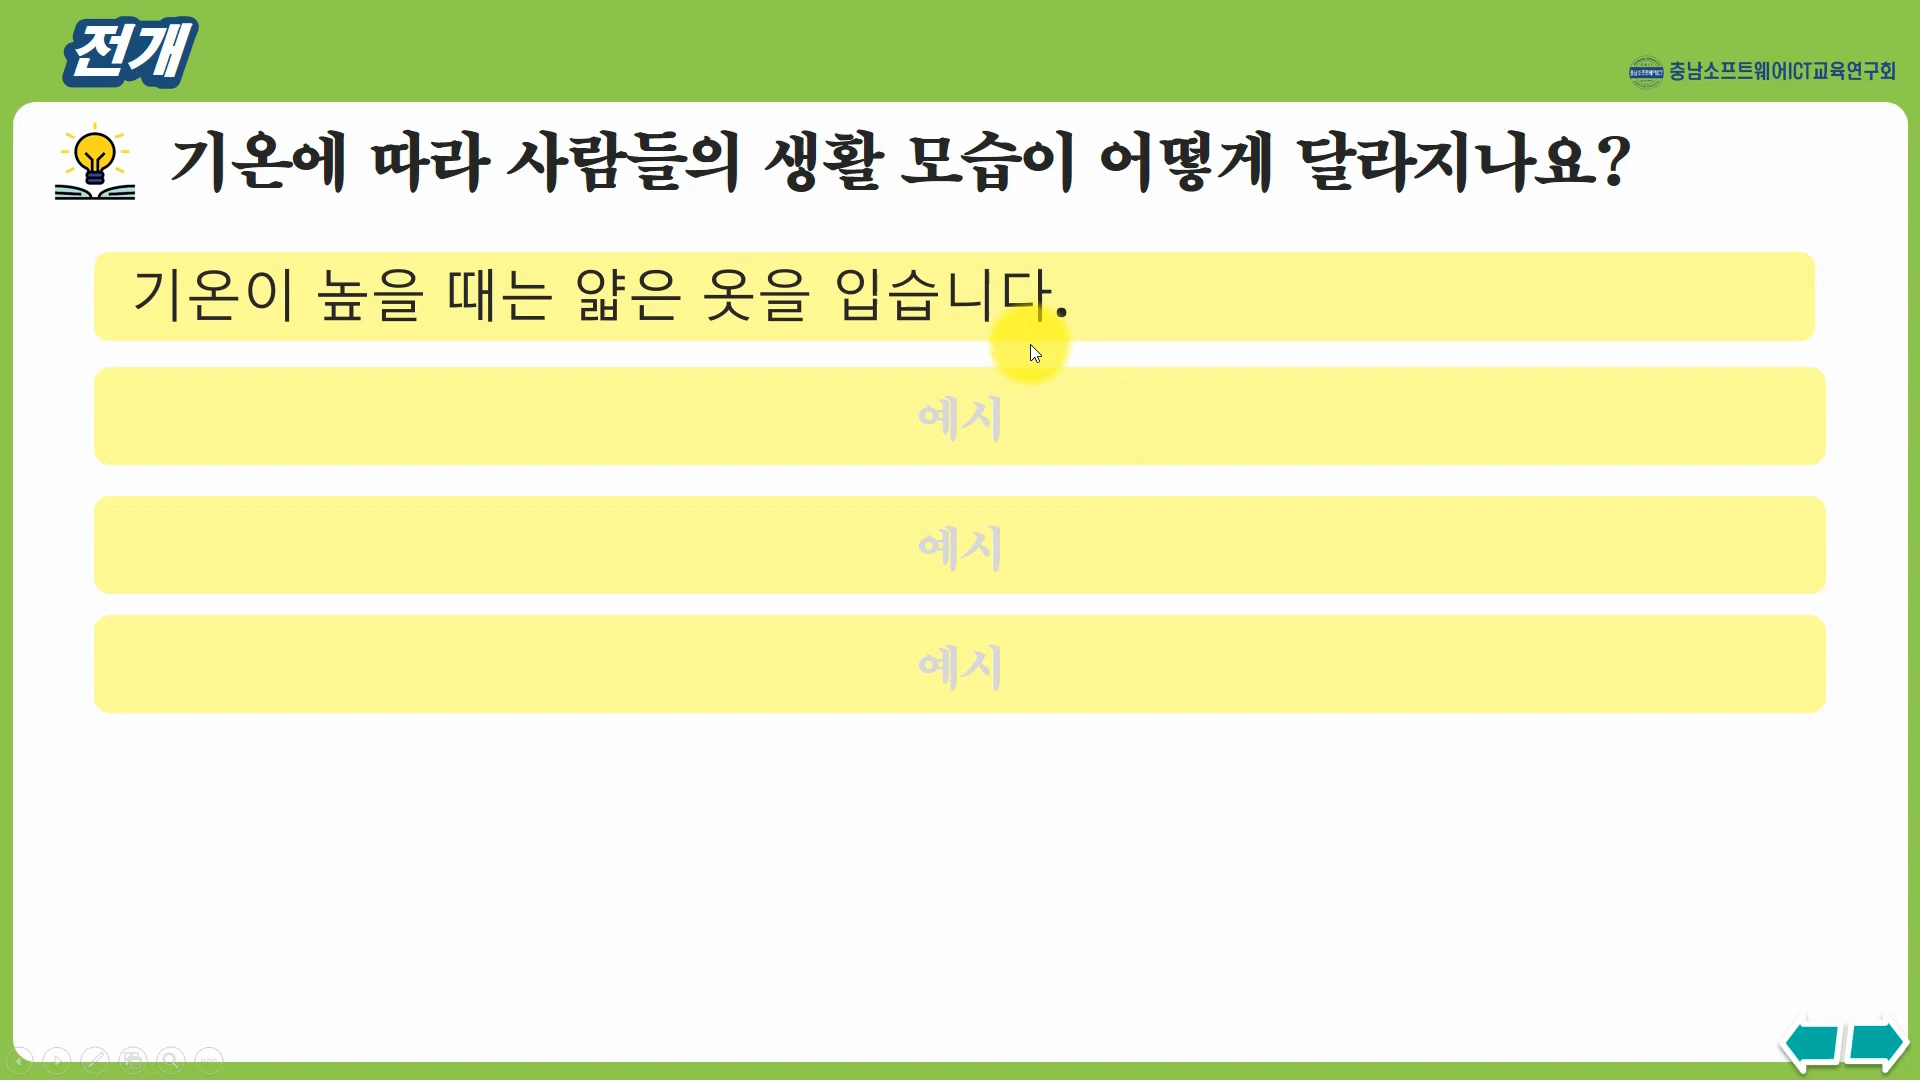 전개
충남소프트웨어ICT교육연구회
기온에 따라 사람들의 생활 모습이 어떻게 달라지나요?
기온이 높을 때는 얇은 옷을 입습니다.
예시
예시
예시